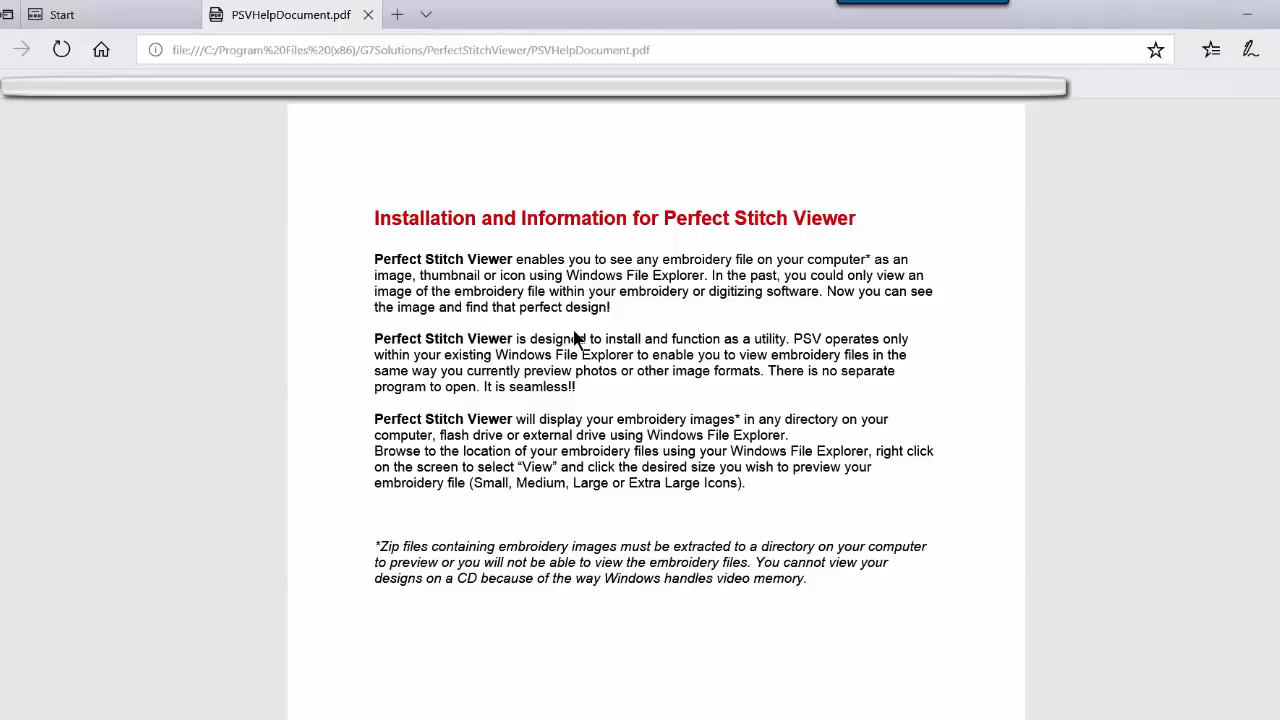 Start
PSVHelpDocument.pdf
file:///C:/Program%20Files%20(x86)/G7Solutions/PerfectStitchViewer/PSVHelpDocument.pdf
Installation and Information for Perfect Stitch Viewer
Perfect Stitch Viewer enables you to see any embroidery file on your computer* as an
image, thumbnail or icon using Windows File Explorer. In the past, you could only view an
image of the embroidery file within your embroidery or digitizing software. Now you can see
the image and find that perfect design!
Perfect Stitch Viewer is designed to install and function as a utility. PSV operates only
within your existing Windows File Explorer to enable you to view embroidery files in the
same way you currently preview photos or other image formats. There is no separate
program to open. It is seamless!!
Perfect Stitch Viewer will display your embroidery images* in any directory on your
computer, flash drive or external drive using Windows File Explorer.
Browse to the location of your embroidery files using your Windows File Explorer, right click
on the screen to select “View” and click the desired size you wish to preview your
embroidery file (Small, Medium, Large or Extra Large Icons).
*Zip files containing embroidery images must be extracted to a directory on your computer
to preview or you will not be able to view the embroidery files. You cannot view your
designs on a CD because of the way Windows handles video memory.